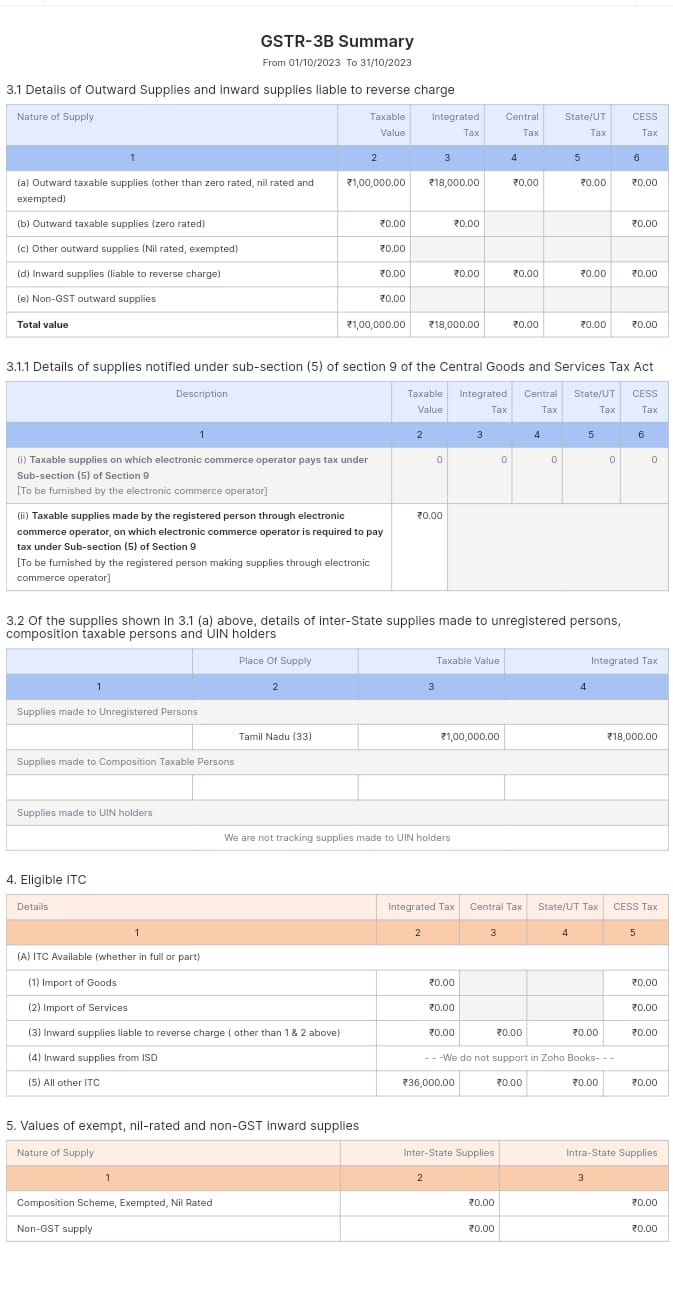 GSTR-3B Summary
From 01/10/2023 To 31/10/2023
3.1 Details of Outward Supplies and inward supplies liable to reverse charge
Nature of Supply Taxable Value Integrated Tax Central Tax State/UT Tax CESS Tax
1 2 3 4 5 6
(a) Outward taxable supplies (other than zero rated, nil rated and ₹1,00,000.00 ₹18,000.00 ₹0.00 ₹0.00 ₹0.00
exempted)
(b) Outward taxable supplies (zero rated) ₹0.00 ₹0.00 ₹0.00
(c) Other outward supplies (Nil rated, exempted) ₹0.00
(d) Inward supplies (liable to reverse charge) ₹0.00 ₹0.00 ₹0.00 ₹0.00 ₹0.00
(e) Non-GST outward supplies ₹0.00
Total value ₹1,00,000.00 ₹18,000.00 ₹0.00 ₹0.00 ₹0.00
3.1.1 Details of supplies notified under sub-section (5) of section 9 of the Central Goods and Services Tax Act
Description Taxable Value Integrated Tax Central Tax State/UT Tax CESS Tax
1 2 3 4 5 6
(i) Taxable supplies on which electronic commerce operator pays tax under 0 0 0 0 0
Sub-section (5) of Section 9
[To be furnished by the electronic commerce operator]
(ii) Taxable supplies made by the registered person through electronic ₹0.00
commerce operator, on which electronic commerce operator is required to pay
tax under Sub-section (5) of Section 9
[To be furnished by the registered person making supplies through electronic
commerce operator]
3.2 Of the supplies shown in 3.1 (a) above, details of inter-State supplies made to unregistered persons,
composition taxable persons and UIN holders
Place Of Supply Taxable Value Integrated Tax
1 2 3 4
Supplies made to Unregistered Persons
Tamil Nadu (33) ₹1,00,000.00 ₹18,000.00
Supplies made to Composition Taxable Persons
Supplies made to UIN holders
We are not tracking supplies made to UIN holders
4. Eligible ITC
Details Integrated Tax Central Tax State/UT Tax CESS Tax
1 2 3 4 5
(A) ITC Available (whether in full or part)
(1) Import of Goods ₹0.00 ₹0.00
(2) Import of Services ₹0.00 ₹0.00
(3) Inward supplies liable to reverse charge ( other than 1 & 2 above) ₹0.00 ₹0.00 ₹0.00 ₹0.00
(4) Inward supplies from ISD - - -We do not support in Zoho Books- - -
(5) All other ITC ₹36,000.00 ₹0.00 ₹0.00 ₹0.00
5. Values of exempt, nil-rated and non-GST inward supplies
Nature of Supply Inter-State Supplies Intra-State Supplies
1 2 3
Composition Scheme, Exempted, Nil Rated ₹0.00 ₹0.00
Non-GST supply ₹0.00 ₹0.00